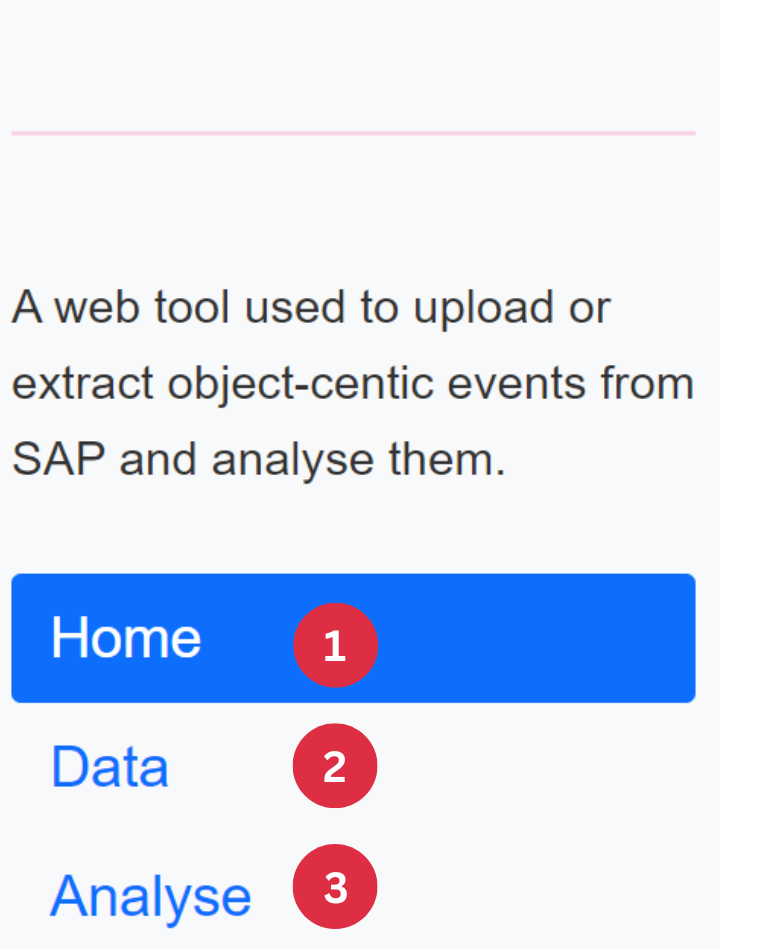 A web tool used to upload or
extract object-centic events from
SAP and analyse them.
Home 1
Data 2
Analyse 3